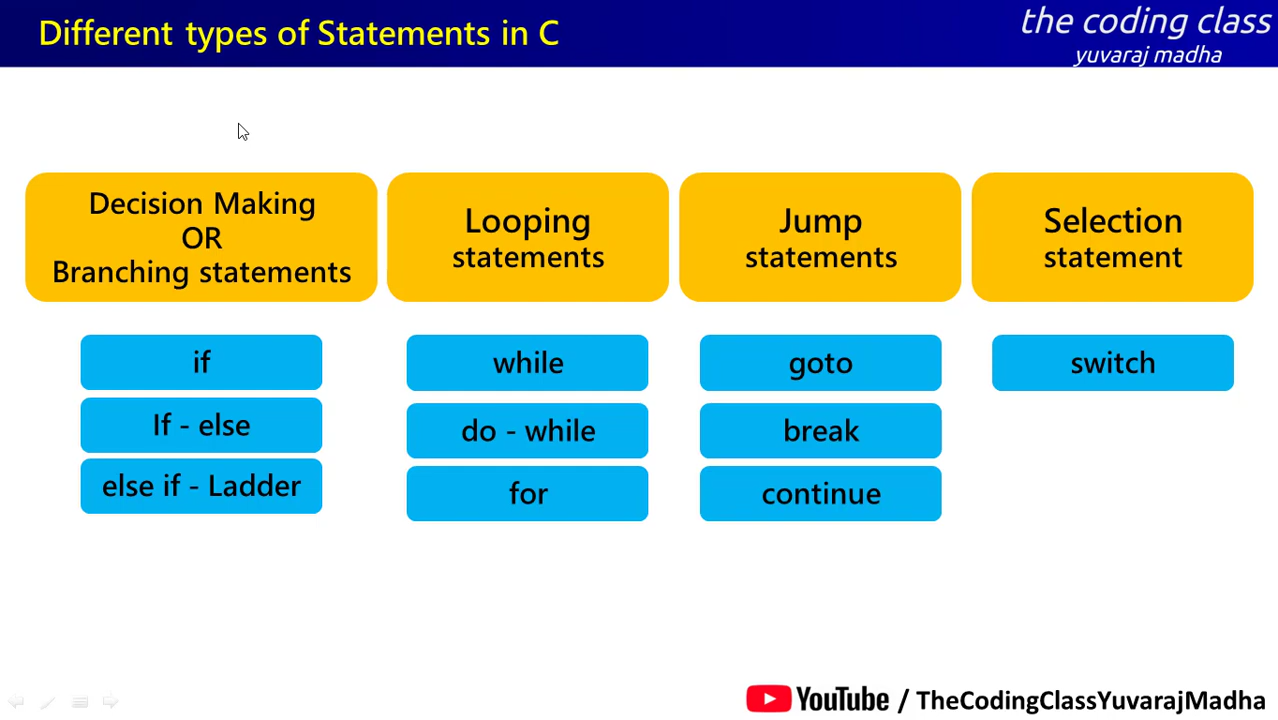 Different types of Statements in C
the coding class
yuvaraj madha
Decision Making
OR
Branching statements
if
If - else
else if - Ladder
Looping
statements
while
do - while
for
Jump
statements
goto
break
continue
Selection
statement
switch
YouTube / TheCodingClassYuvarajMadha